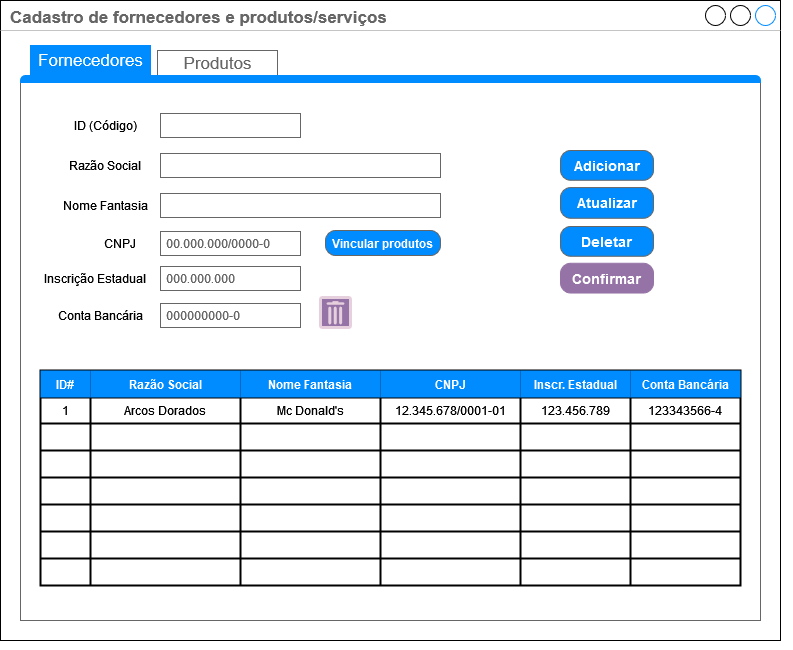 Cadastro de fornecedores e produtos/serviços
Fornecedores
Produtos
ID (Código)
Razão Social
Adicionar
Nome Fantasia
Atualizar
CNPJ
00.000.000/0000-0
Vincular produtos
Deletar
Inscrição Estadual
000.000.000
Confirmar
Conta Bancária
000000000-0
ID# Razão Social Nome Fantasia CNPJ Inscr. Estadual Conta Bancária
1 Arcos Dorados Mc Donald's 12.345.678/0001-01 123.456.789 123343566-4